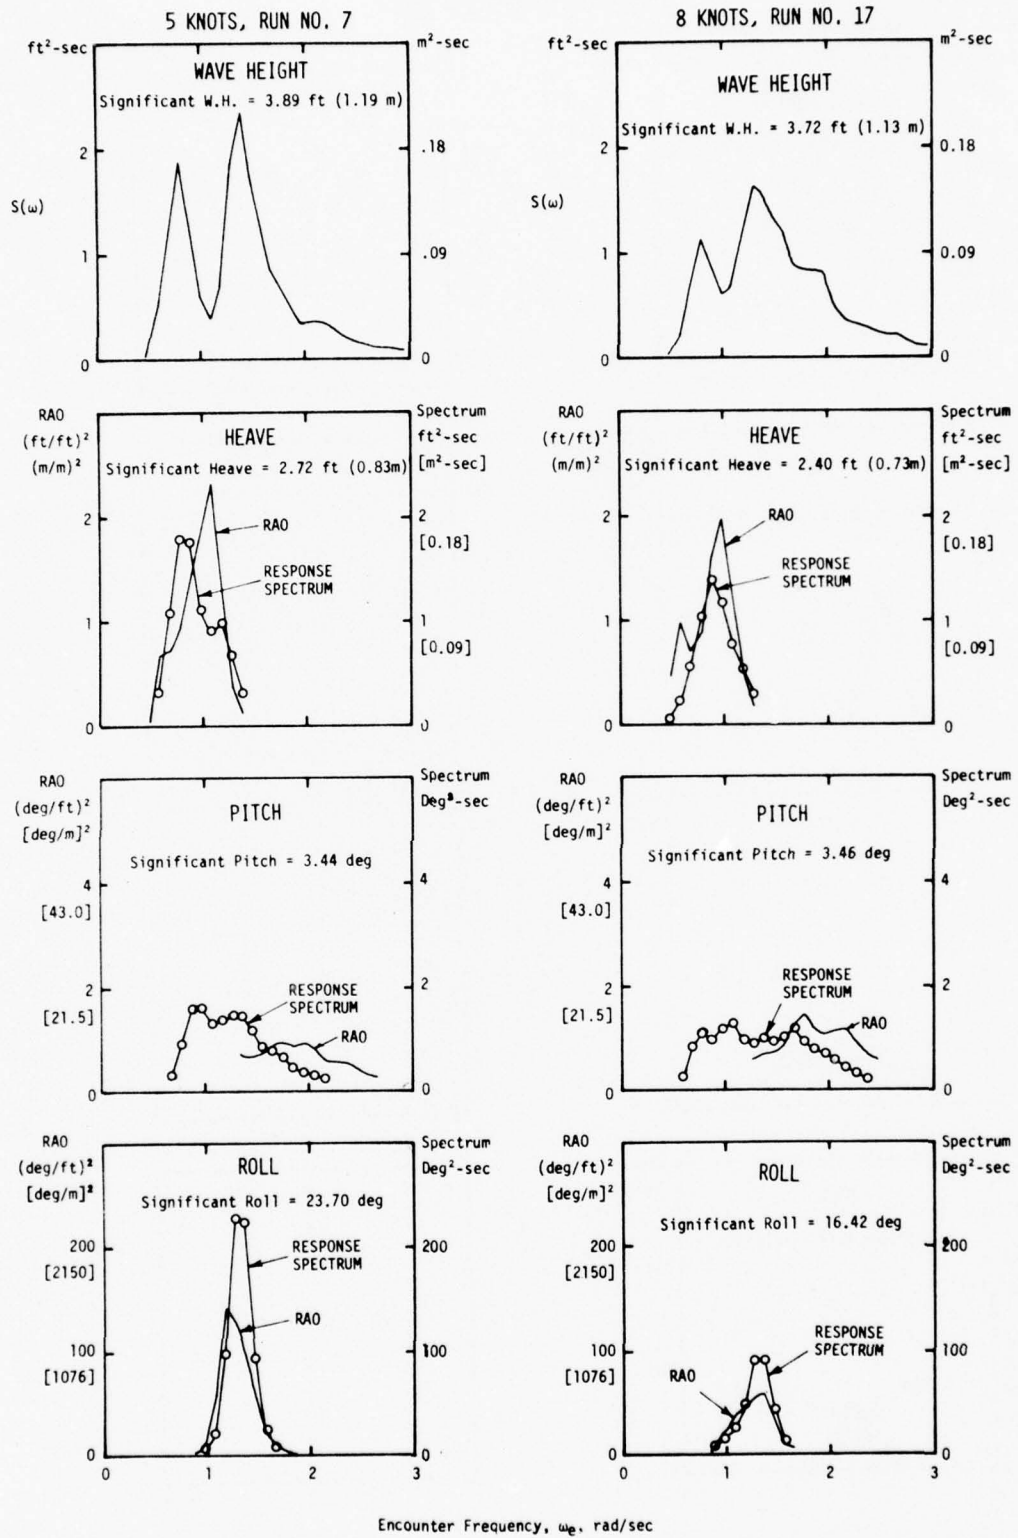 5 KNOTS, RUN NO. 7
ft²-sec
m²-sec
WAVE HEIGHT
Significant W.H. = 3.89 ft (1.19 m)
2
.18
S(ω)
1
.09
0
0
8 KNOTS, RUN NO. 17
ft²-sec
m²-sec
WAVE HEIGHT
Significant W.H. = 3.72 ft (1.13 m)
2
0.18
S(ω)
1
0.09
0
0
RAO
(ft/ft)²
(m/m)²
Spectrum
ft²-sec
[m²-sec]
HEAVE
Significant Heave = 2.72 ft (0.83m)
2
2
[0.18]
RAO
RESPONSE
SPECTRUM
1
1
[0.09]
0
0
RAO
(ft/ft)²
(m/m)²
Spectrum
ft²-sec
[m²-sec]
HEAVE
Significant Heave = 2.40 ft (0.73m)
2
2
[0.18]
RAO
RESPONSE
SPECTRUM
1
1
[0.09]
0
0
RAO
(deg/ft)²
[deg/m]²
Spectrum
Deg²-sec
PITCH
Significant Pitch = 3.44 deg
4
[43.0]
4
2
[21.5]
2
RESPONSE
SPECTRUM
RAO
0
0
RAO
(deg/ft)²
[deg/m]²
Spectrum
Deg²-sec
PITCH
Significant Pitch = 3.46 deg
4
[43.0]
4
2
[21.5]
2
RESPONSE
SPECTRUM
RAO
0
0
RAO
(deg/ft)²
[deg/m]²
Spectrum
Deg²-sec
ROLL
Significant Roll = 23.70 deg
200
[2150]
200
RESPONSE
SPECTRUM
RAO
100
[1076]
100
0
0
0
1
2
3
RAO
(deg/ft)²
[deg/m]²
Spectrum
Deg²-sec
ROLL
Significant Roll = 16.42 deg
200
[2150]
200
RESPONSE
SPECTRUM
RAO
100
[1076]
100
0
0
0
1
2
3
Encounter Frequency, ωe, rad/sec